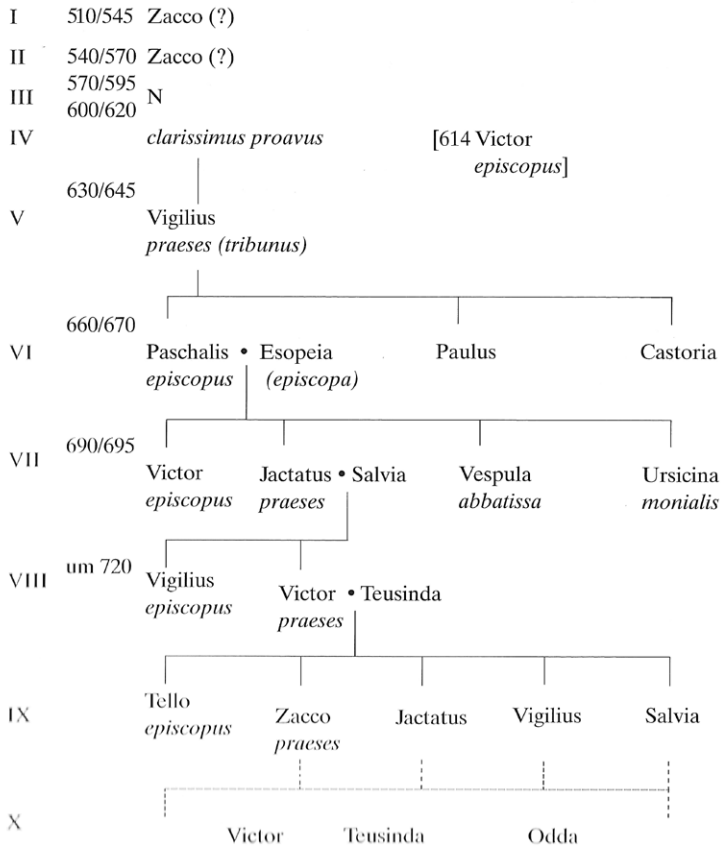 I 510/545 Zacco (?)
II 540/570 Zacco (?)
570/595
III N
600/620
IV clarissimus proavus [614 Victor
episcopus]
630/645
V Vigilius
praeses (tribunus)
660/670
VI Paschalis • Esopeia Paulus Castoria
episcopus (episcopa)
690/695
VII
Victor Jactatus • Salvia Vespula Ursicina
episcopus praeses abbatissa monialis
um 720
VIII Vigilius
episcopus Victor • Teusinda
praeses
Tello
IX episcopus Zacco Jactatus Vigilius Salvia
praeses
X
Victor Teusinda Odda